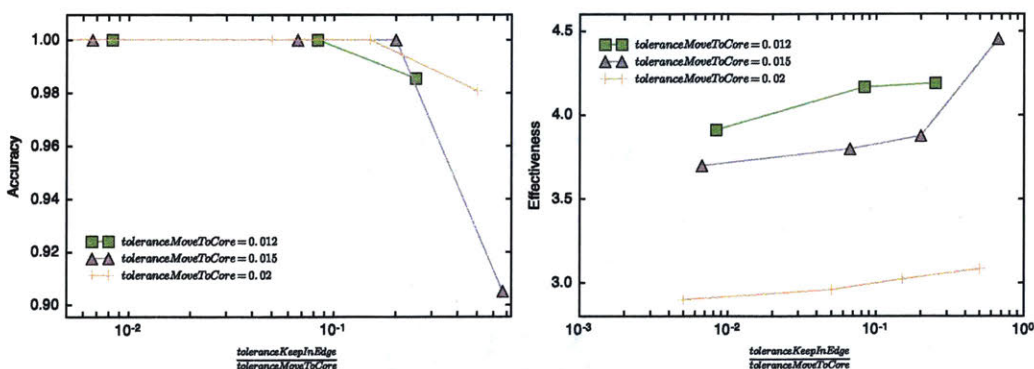 1.00
0.98
0.96
0.94
0.92
0.90
Accuracy
toleranceMoveToCore = 0.012
toleranceMoveToCore = 0.015
toleranceMoveToCore = 0.02
10⁻²
10⁻¹
toleranceKeepInEdge
toleranceMoveToCore
4.5
4.0
3.5
3.0
Effectiveness
toleranceMoveToCore = 0.012
toleranceMoveToCore = 0.015
toleranceMoveToCore = 0.02
10⁻³
10⁻²
10⁻¹
10⁰
toleranceKeepInEdge
toleranceMoveToCore